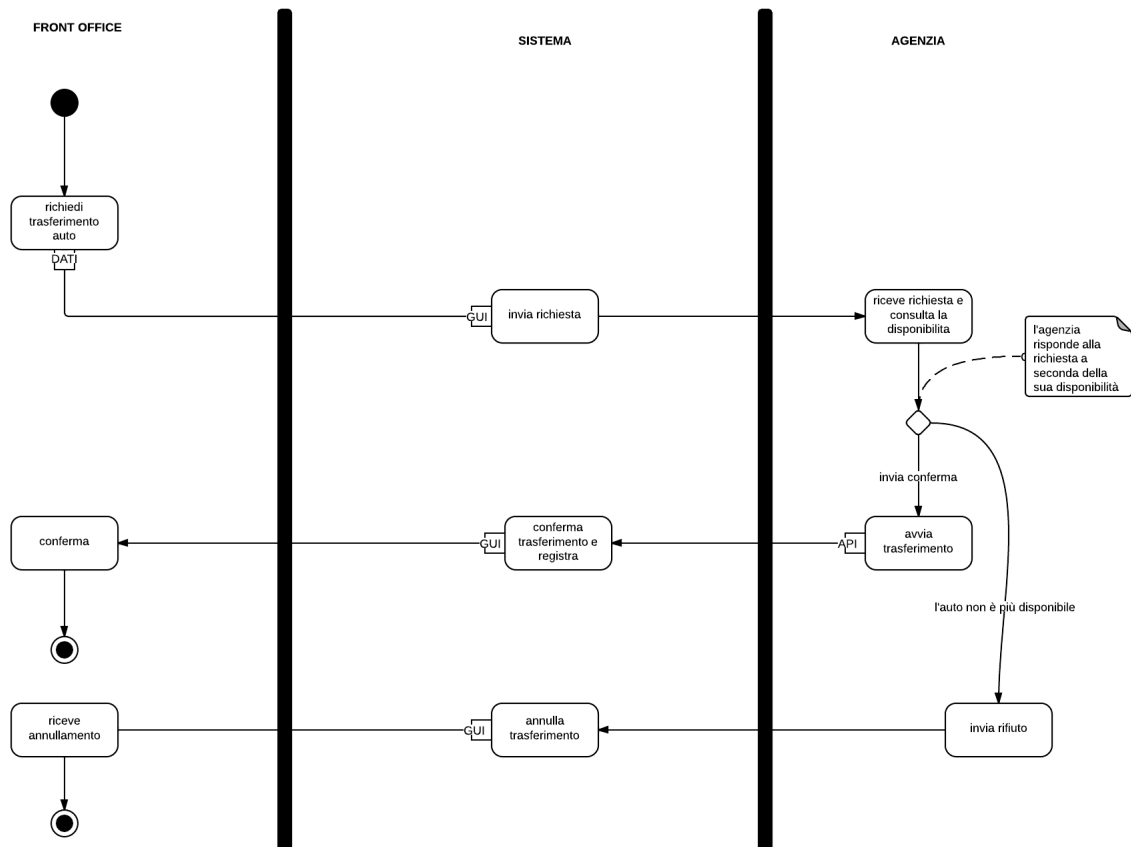 FRONT OFFICE
SISTEMA
AGENZIA
richiedi
trasferimento
auto
DATI
GUI
invia richiesta
riceve richiesta e
consulta la
disponibilita
l'agenzia
risponde alla
richiesta a
seconda della
sua disponibilità
invia conferma
conferma
GUI
conferma
trasferimento e
registra
API
avvia
trasferimento
l'auto non è più disponibile
riceve
annullamento
GUI
annulla
trasferimento
invia rifiuto